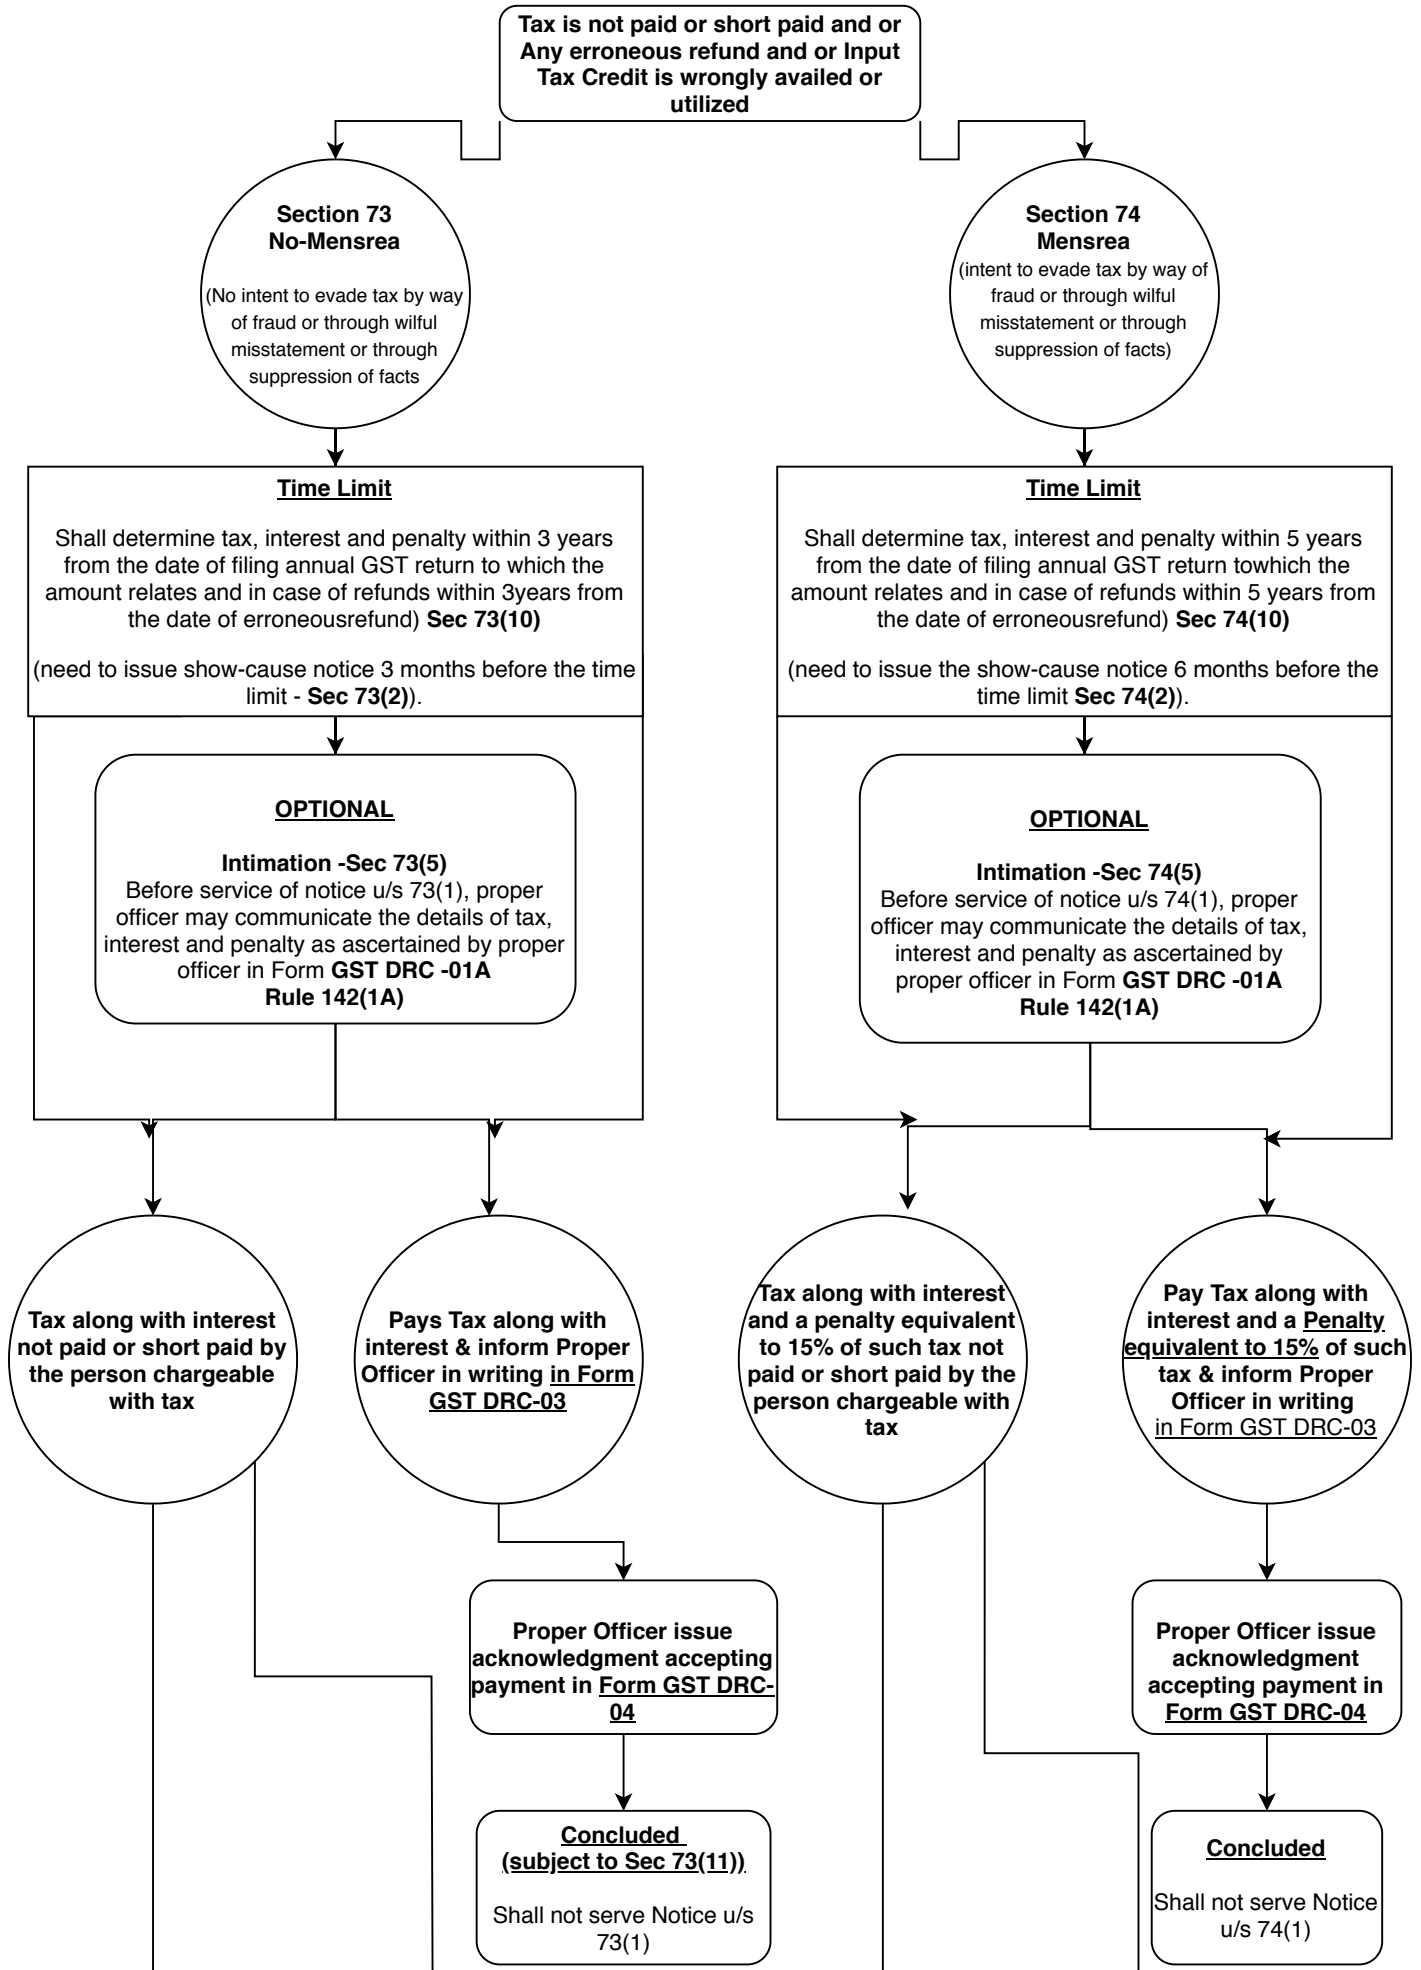 Tax is not paid or short paid and or
Any erroneous refund and or Input
Tax Credit is wrongly availed or
utilized
Section 73
No-Mensrea
(No intent to evade tax by way
of fraud or through wilful
misstatement or through
suppression of facts
Section 74
Mensrea
(intent to evade tax by way of
fraud or through wilful
misstatement or through
suppression of facts)
Time Limit
Shall determine tax, interest and penalty within 3 years
from the date of filing annual GST return to which the
amount relates and in case of refunds within 3years from
the date of erroneousrefund) Sec 73(10)
(need to issue show-cause notice 3 months before the time
limit - Sec 73(2)).
Time Limit
Shall determine tax, interest and penalty within 5 years
from the date of filing annual GST return towhich the
amount relates and in case of refunds within 5 years from
the date of erroneousrefund) Sec 74(10)
(need to issue the show-cause notice 6 months before the
time limit Sec 74(2)).
OPTIONAL
Intimation -Sec 73(5)
Before service of notice u/s 73(1), proper
officer may communicate the details of tax,
interest and penalty as ascertained by proper
officer in Form GST DRC -01A
Rule 142(1A)
OPTIONAL
Intimation -Sec 74(5)
Before service of notice u/s 74(1), proper
officer may communicate the details of tax,
interest and penalty as ascertained by
proper officer in Form GST DRC -01A
Rule 142(1A)
Tax along with interest
not paid or short paid by
the person chargeable
with tax
Pays Tax along with
interest & inform Proper
Officer in writing in Form
GST DRC-03
Tax along with interest
and a penalty equivalent
to 15% of such tax not
paid or short paid by the
person chargeable with
tax
Pay Tax along with
interest and a Penalty
equivalent to 15% of such
tax & inform Proper
Officer in writing
in Form GST DRC-03
Proper Officer issue
acknowledgment accepting
payment in Form GST DRC-
04
Proper Officer issue
acknowledgment
accepting payment in
Form GST DRC-04
Concluded
(subject to Sec 73(11))
Shall not serve Notice u/s
73(1)
Concluded
Shall not serve Notice
u/s 74(1)